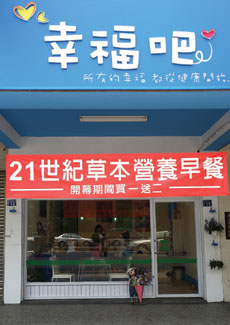 幸福吧
所有的幸福 都從健康開始
21世紀草本營養早餐
開幕期間買一送二